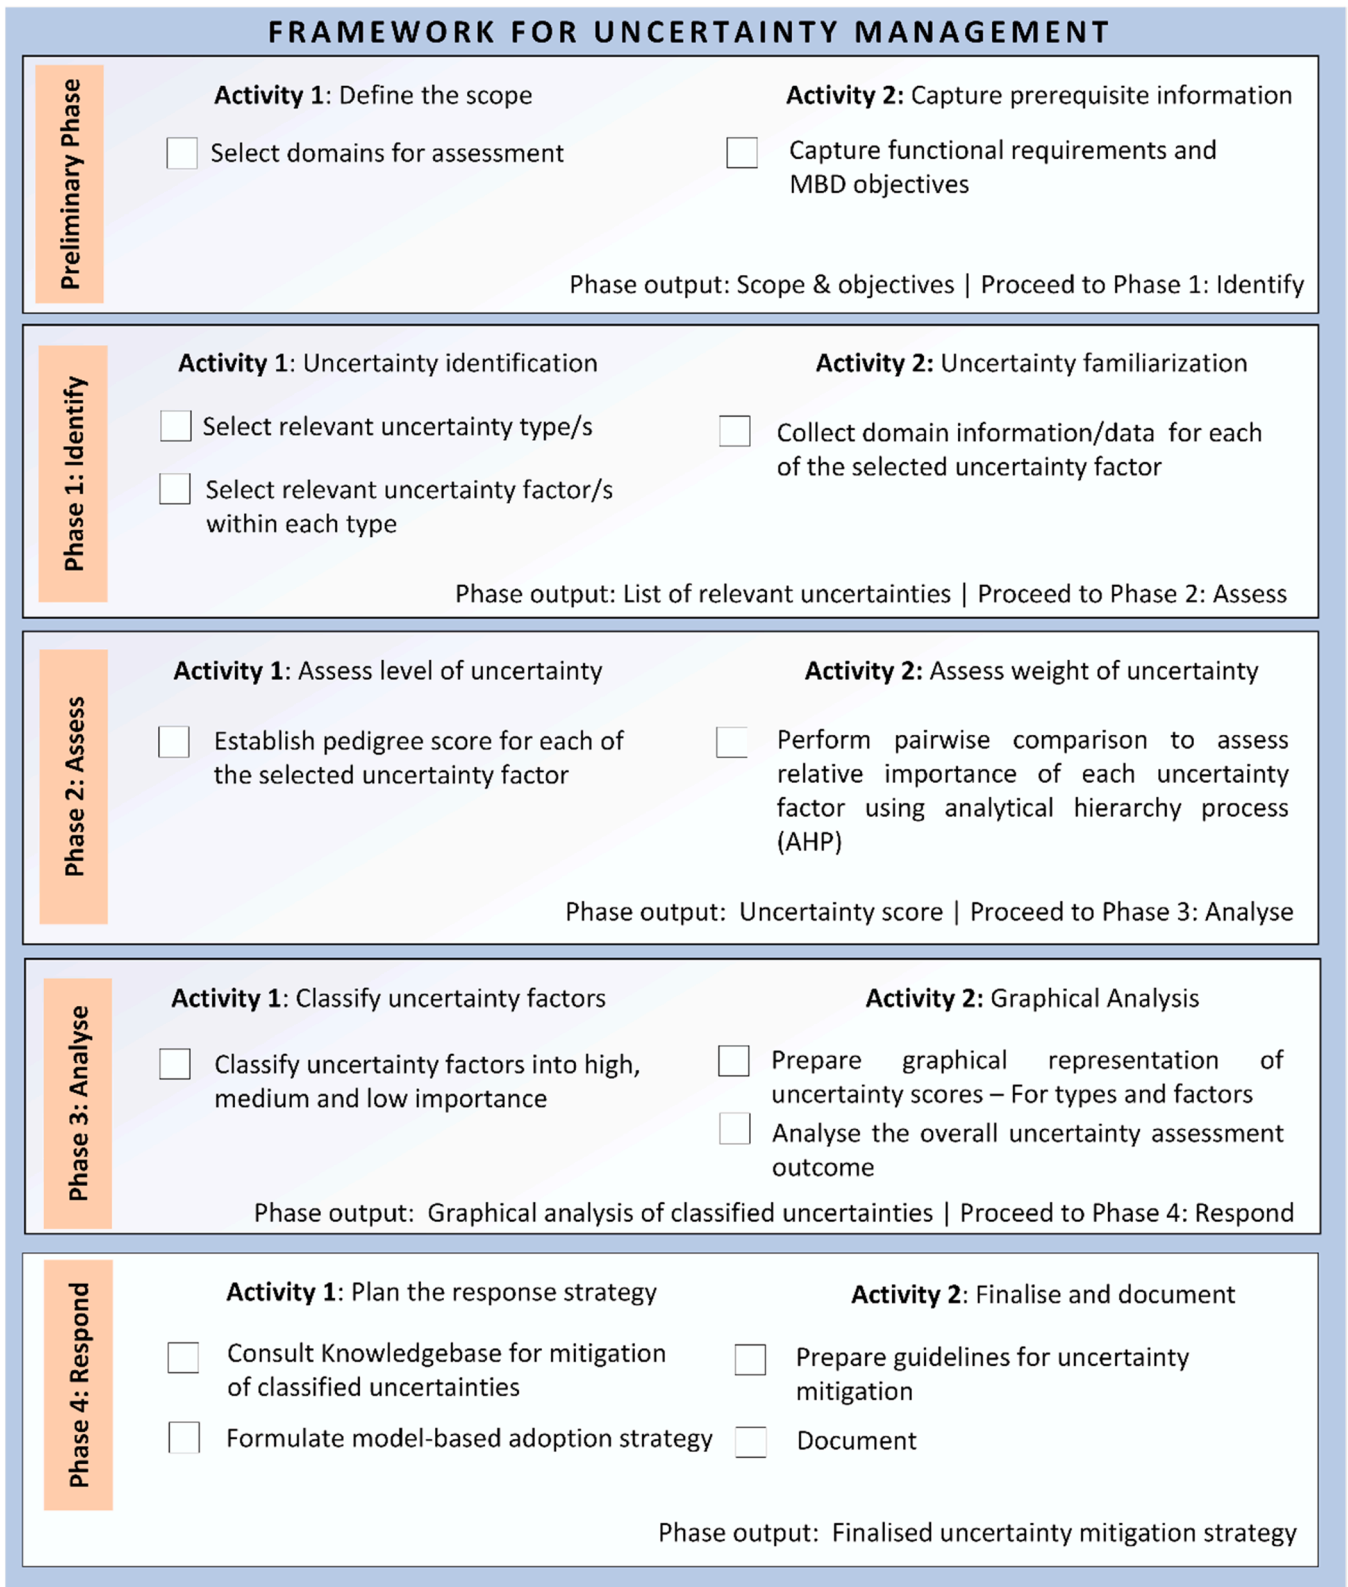 FRAMEWORK FOR UNCERTAINTY MANAGEMENT
Preliminary Phase
Activity 1: Define the scope
Select domains for assessment
Activity 2: Capture prerequisite information
Capture functional requirements and
MBD objectives
Phase output: Scope & objectives | Proceed to Phase 1: Identify
Phase 1: Identify
Activity 1: Uncertainty identification
Select relevant uncertainty type/s
Select relevant uncertainty factor/s
within each type
Activity 2: Uncertainty familiarization
Collect domain information/data for each
of the selected uncertainty factor
Phase output: List of relevant uncertainties | Proceed to Phase 2: Assess
Phase 2: Assess
Activity 1: Assess level of uncertainty
Establish pedigree score for each of
the selected uncertainty factor
Activity 2: Assess weight of uncertainty
Perform pairwise comparison to assess
relative importance of each uncertainty
factor using analytical hierarchy process
(AHP)
Phase output: Uncertainty score | Proceed to Phase 3: Analyse
Phase 3: Analyse
Activity 1: Classify uncertainty factors
Classify uncertainty factors into high,
medium and low importance
Activity 2: Graphical Analysis
Prepare graphical representation of
uncertainty scores – For types and factors
Analyse the overall uncertainty assessment
outcome
Phase output: Graphical analysis of classified uncertainties | Proceed to Phase 4: Respond
Phase 4: Respond
Activity 1: Plan the response strategy
Consult Knowledgebase for mitigation
of classified uncertainties
Formulate model-based adoption strategy
Activity 2: Finalise and document
Prepare guidelines for uncertainty
mitigation
Document
Phase output: Finalised uncertainty mitigation strategy